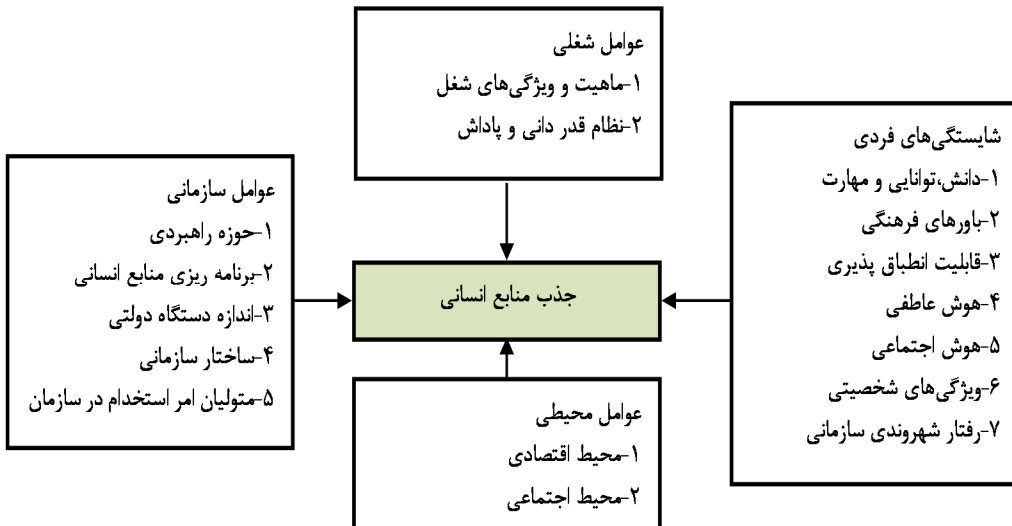 عوامل شغلی
۱-ماهیت و ویژگی‌های شغل
۲-نظام قدر دانی و پاداش
شایستگی‌های فردی
۱-دانش،توانایی و مهارت
۲-باورهای فرهنگی
۳-قابلیت انطباق پذیری
۴-هوش عاطفی
۵-هوش اجتماعی
۶-ویژگی‌های شخصیتی
۷-رفتار شهروندی سازمانی
جذب منابع انسانی
عوامل سازمانی
۱-حوزه راهبردی
۲-برنامه ریزی منابع انسانی
۳-اندازه دستگاه دولتی
۴-ساختار سازمانی
۵-متولیان امر استخدام در سازمان
عوامل محیطی
۱-محیط اقتصادی
۲-محیط اجتماعی